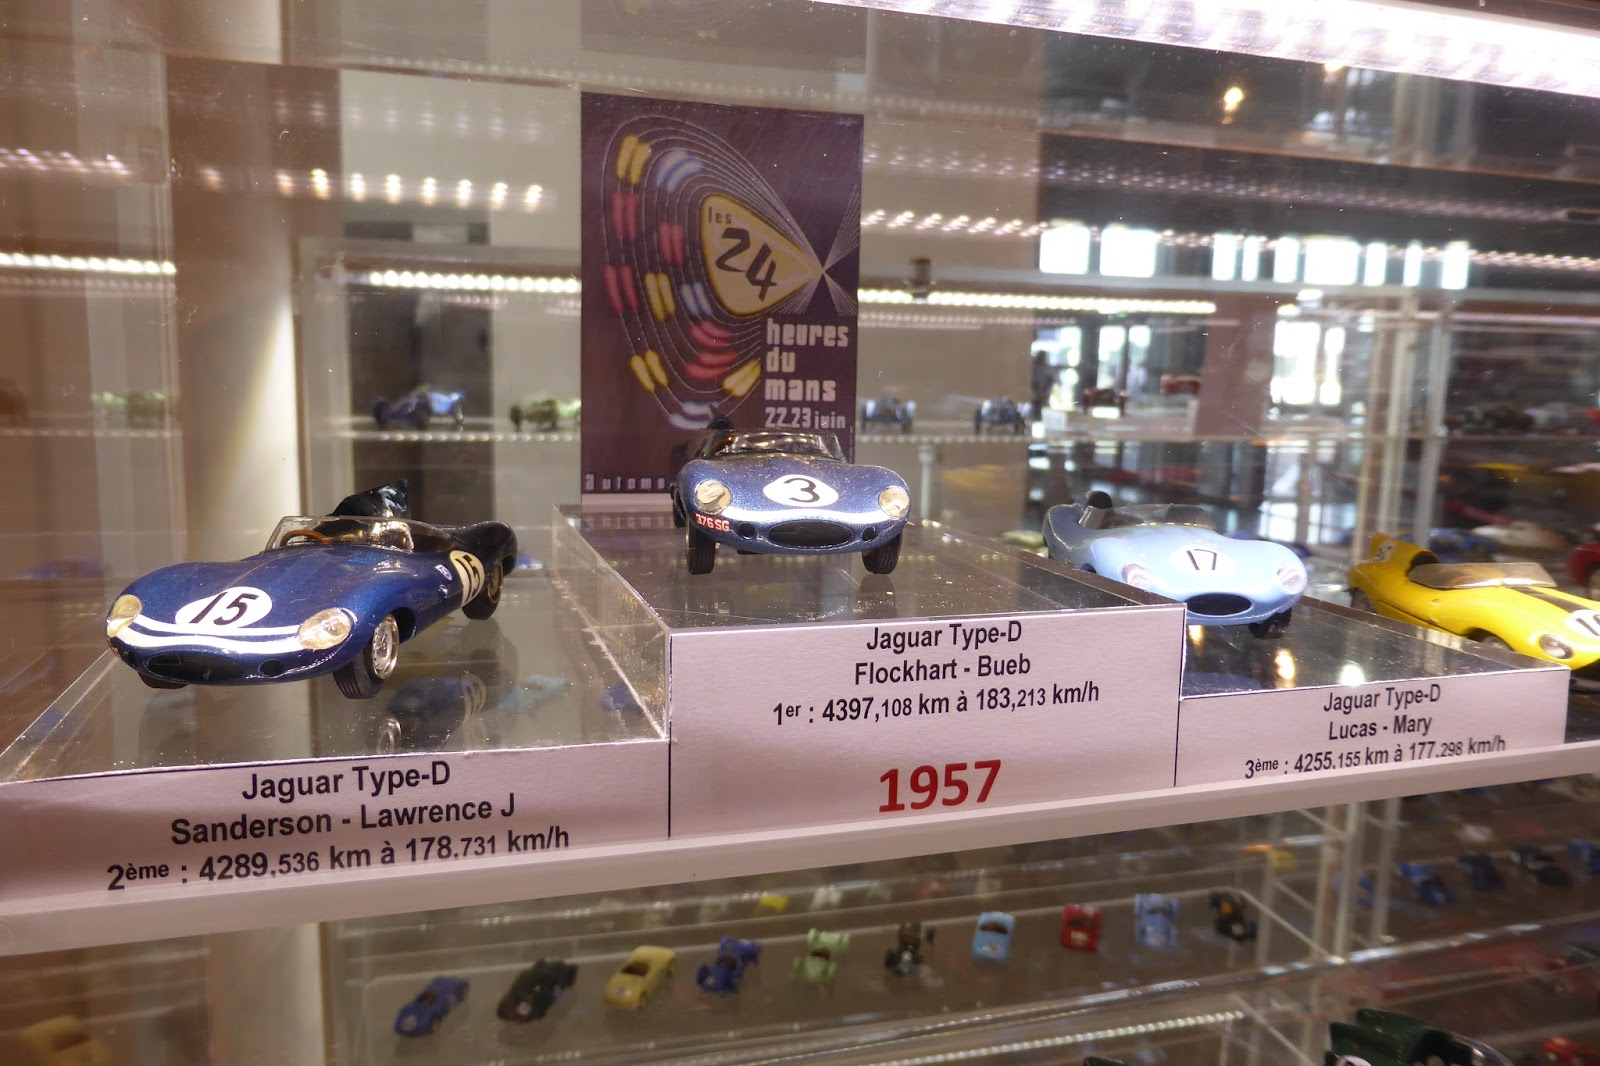 les
24
heures
du
mans
22.23 juin
3
376SG
15
15
17
Jaguar Type-D
Flockhart - Bueb
1er : 4397,108 km à 183,213 km/h
1957
Jaguar Type-D
Sanderson - Lawrence J
2ème : 4289,536 km à 178,731 km/h
Jaguar Type-D
Lucas - Mary
3ème : 4255,155 km à 177,298 km/h